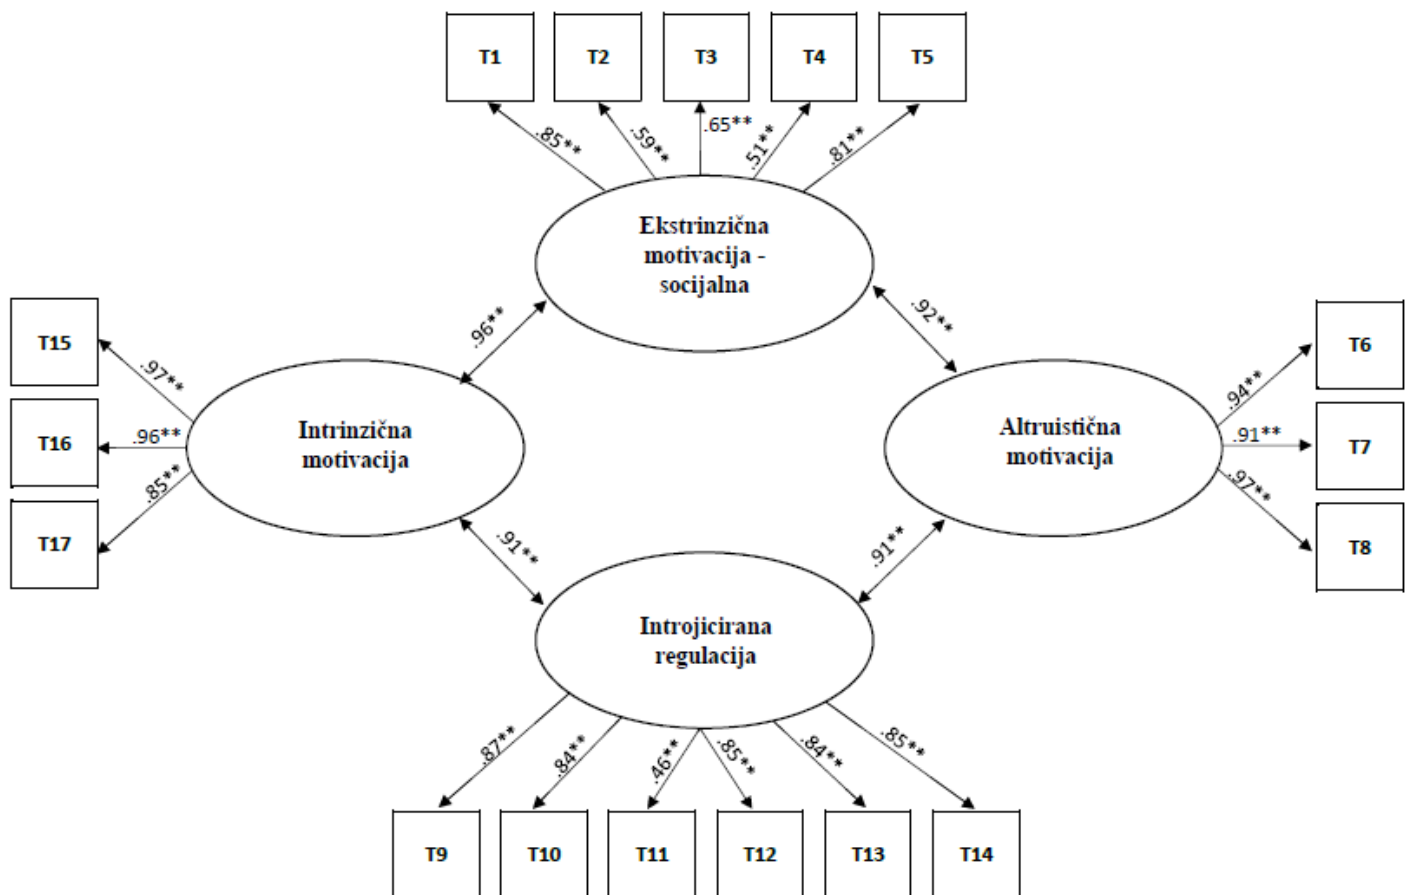 T1
T2
T3
T4
T5
.85**
.59**
.65**
.51**
.81**
Ekstrinzična
motivacija -
socijalna
.96**
.92**
T15
T16
T17
.97**
.96**
.85**
Intrinzična
motivacija
Altruistična
motivacija
.94**
.91**
.97**
T6
T7
T8
.91**
.91**
Introjicirana
regulacija
.87**
.84**
.46**
.85**
.84**
.85**
T9
T10
T11
T12
T13
T14